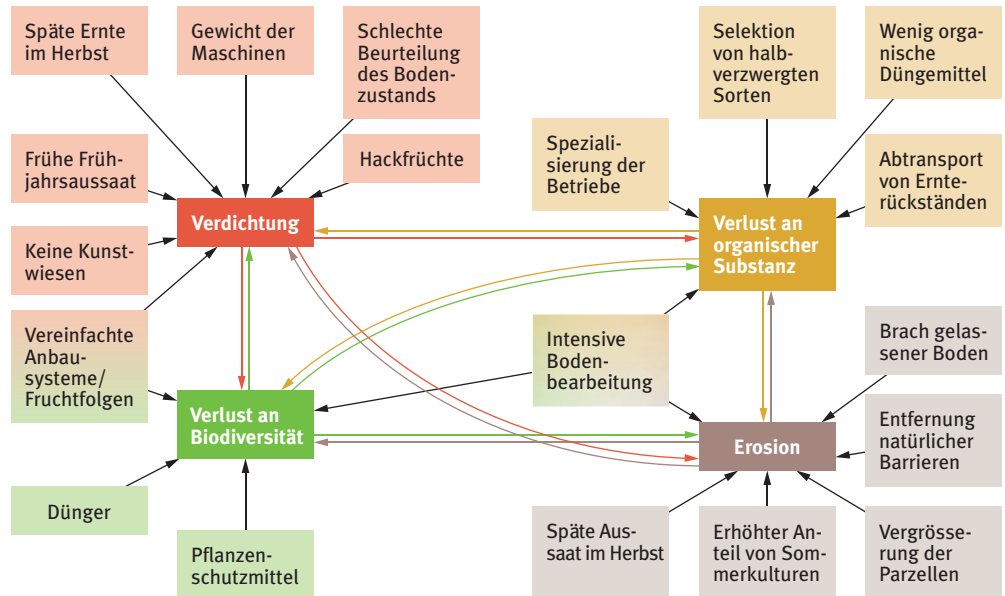 Späte Ernte
im Herbst
Gewicht der
Maschinen
Schlechte
Beurteilung
des Boden-
zustands
Selektion
von halb-
verzwergten
Sorten
Wenig orga-
nische
Düngemittel
Frühe Früh-
jahrsaussaat
Hackfrüchte
Speziali-
sierung der
Betriebe
Abtransport
von Ernte-
rückständen
Verdichtung
Verlust an
organischer
Substanz
Keine Kunst-
wiesen
Vereinfachte
Anbau-
systeme/
Fruchtfolgen
Intensive
Boden-
bearbeitung
Brach gelas-
sener Boden
Verlust an
Biodiversität
Erosion
Entfernung
natürlicher
Barrieren
Dünger
Pflanzen-
schutzmittel
Späte Aus-
saat im Herbst
Erhöhter An-
teil von Som-
merkulturen
Vergrösse-
rung der
Parzellen